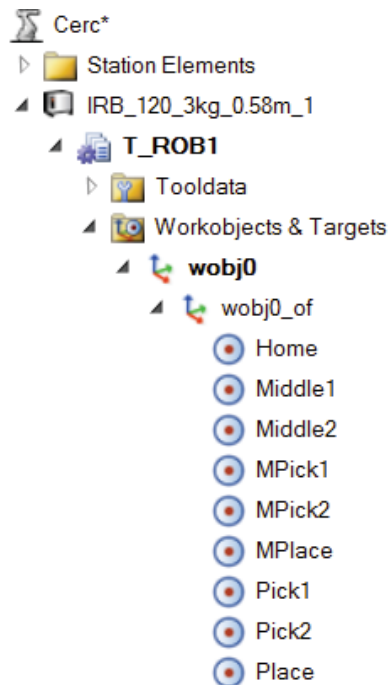 Cerc*
Station Elements
IRB_120_3kg_0.58m_1
T_ROB1
Tooldata
Workobjects & Targets
wobj0
wobj0_of
Home
Middle1
Middle2
MPick1
MPick2
MPlace
Pick1
Pick2
Place